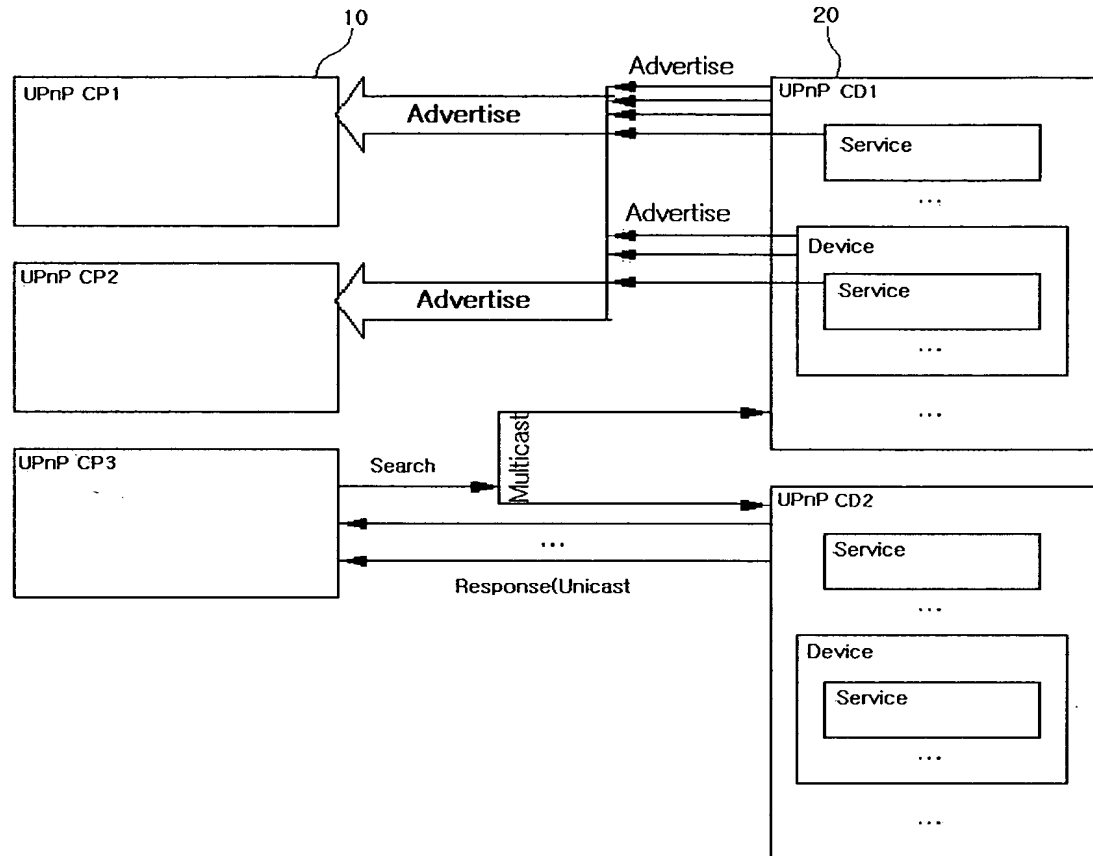 10
20
UPnP CP1
Advertise
Advertise
UPnP CD1
Service
...
Advertise
Device
Service
...
...
UPnP CP2
Advertise
UPnP CP3
Search
Multicast
...
Response(Unicast
UPnP CD2
Service
...
Device
Service
...
...